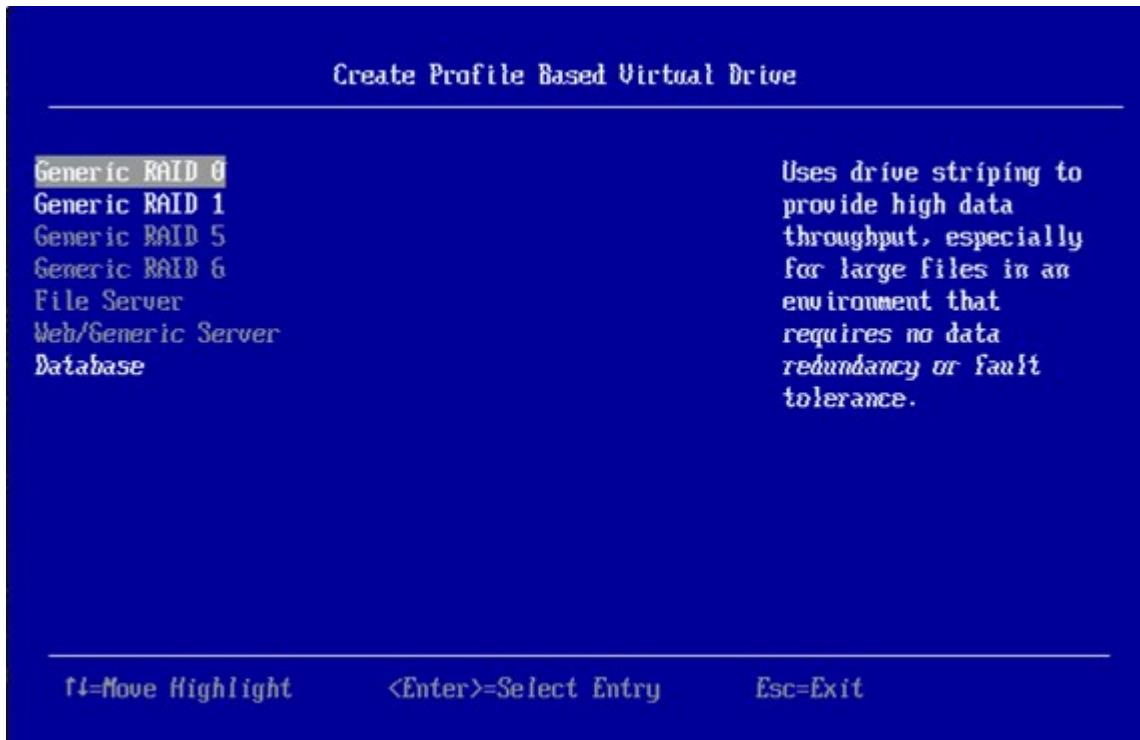 Create Profile Based Virtual Drive
Generic RAID 0
Generic RAID 1
Generic RAID 5
Generic RAID 6
File Server
Web/Generic Server
Database
Uses drive striping to
provide high data
throughput, especially
for large files in an
environment that
requires no data
redundancy or fault
tolerance.
↑↓=Move Highlight <Enter>=Select Entry Esc=Exit